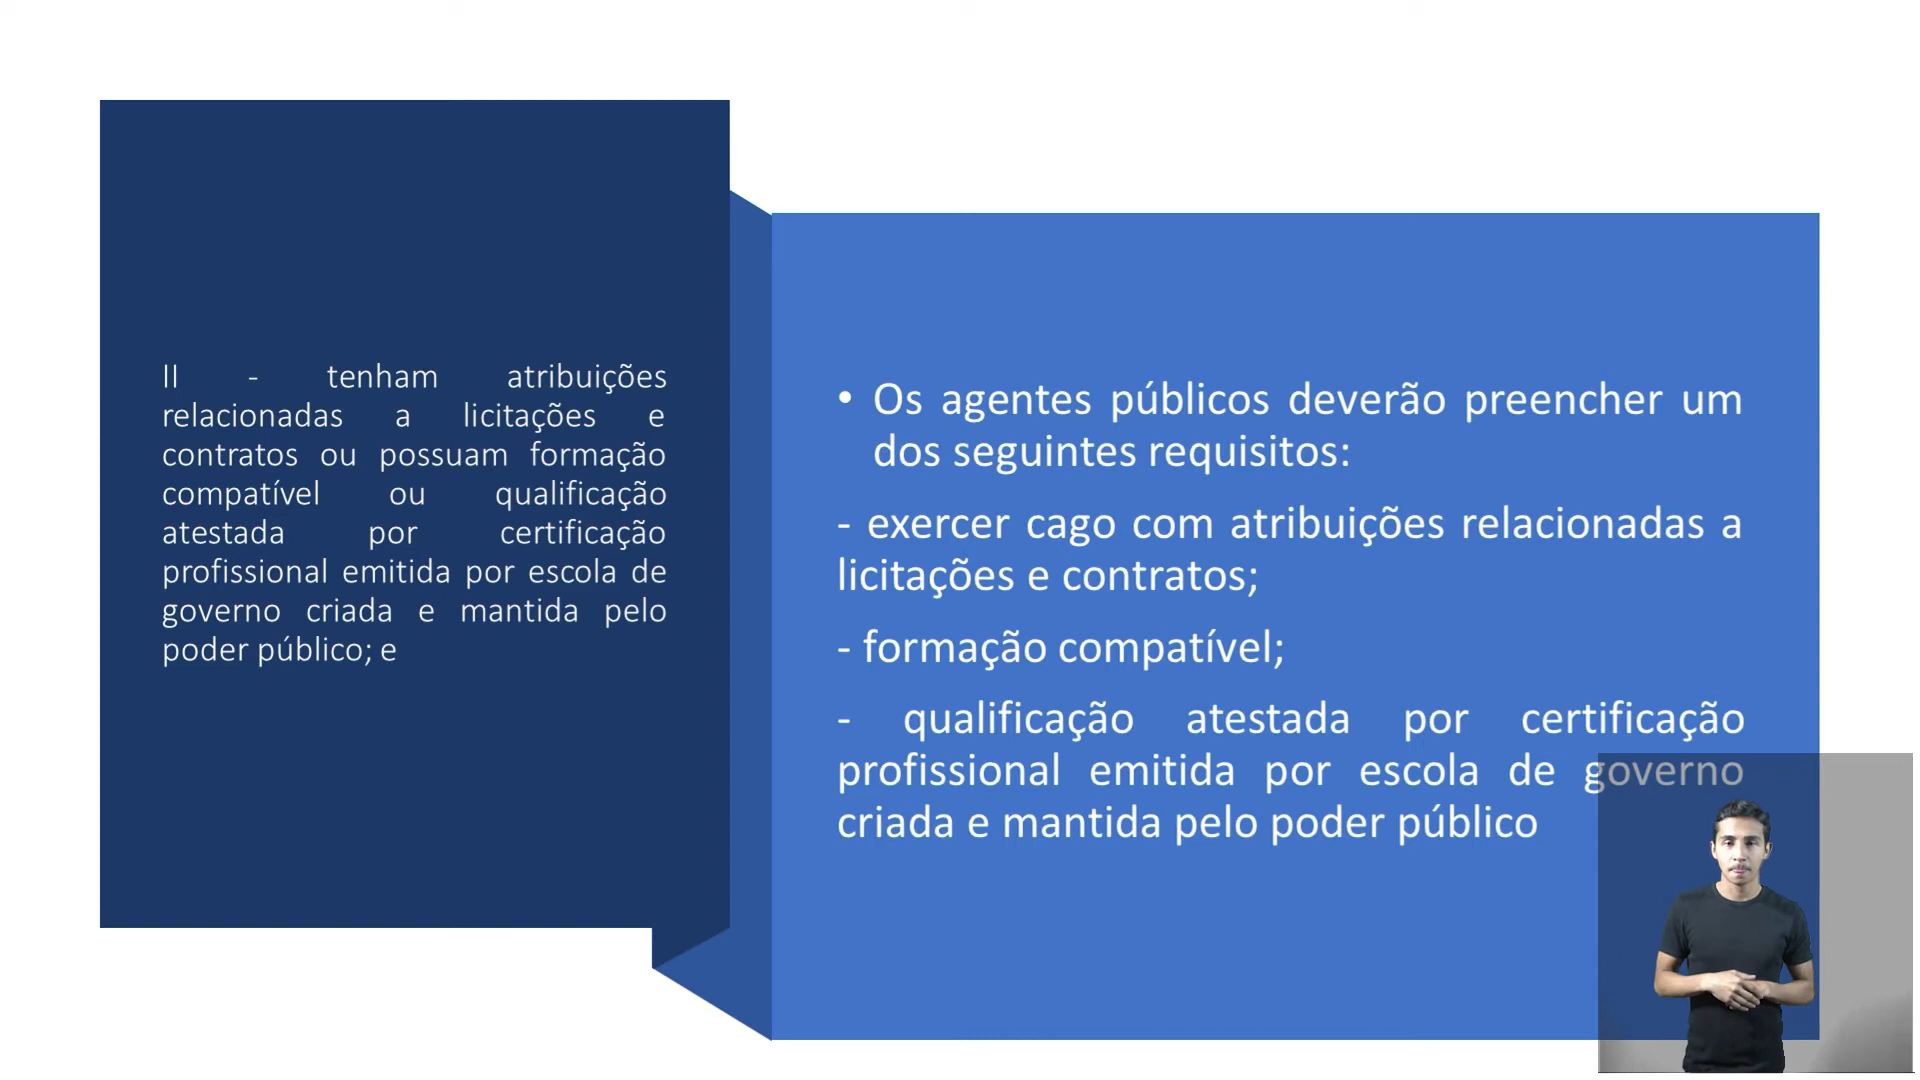 II - tenham atribuições
relacionadas a licitações e
contratos ou possuam formação
compatível ou qualificação
atestada por certificação
profissional emitida por escola de
governo criada e mantida pelo
poder público; e
• Os agentes públicos deverão preencher um
dos seguintes requisitos:
- exercer cago com atribuições relacionadas a
licitações e contratos;
- formação compatível;
- qualificação atestada por certificação
profissional emitida por escola de governo
criada e mantida pelo poder público